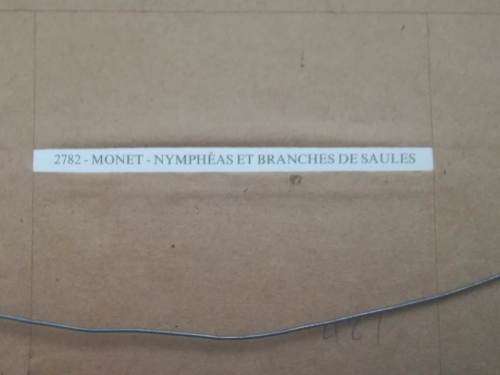 2782 - MONET - NYMPHÉAS ET BRANCHES DE SAULES